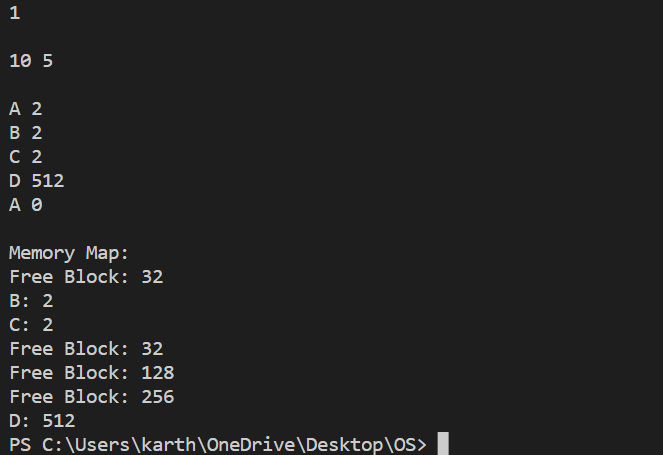 1
10 5
A 2
B 2
C 2
D 512
A 0
Memory Map:
Free Block: 32
B: 2
C: 2
Free Block: 32
Free Block: 128
Free Block: 256
D: 512
PS C:\Users\karth\OneDrive\Desktop\OS>